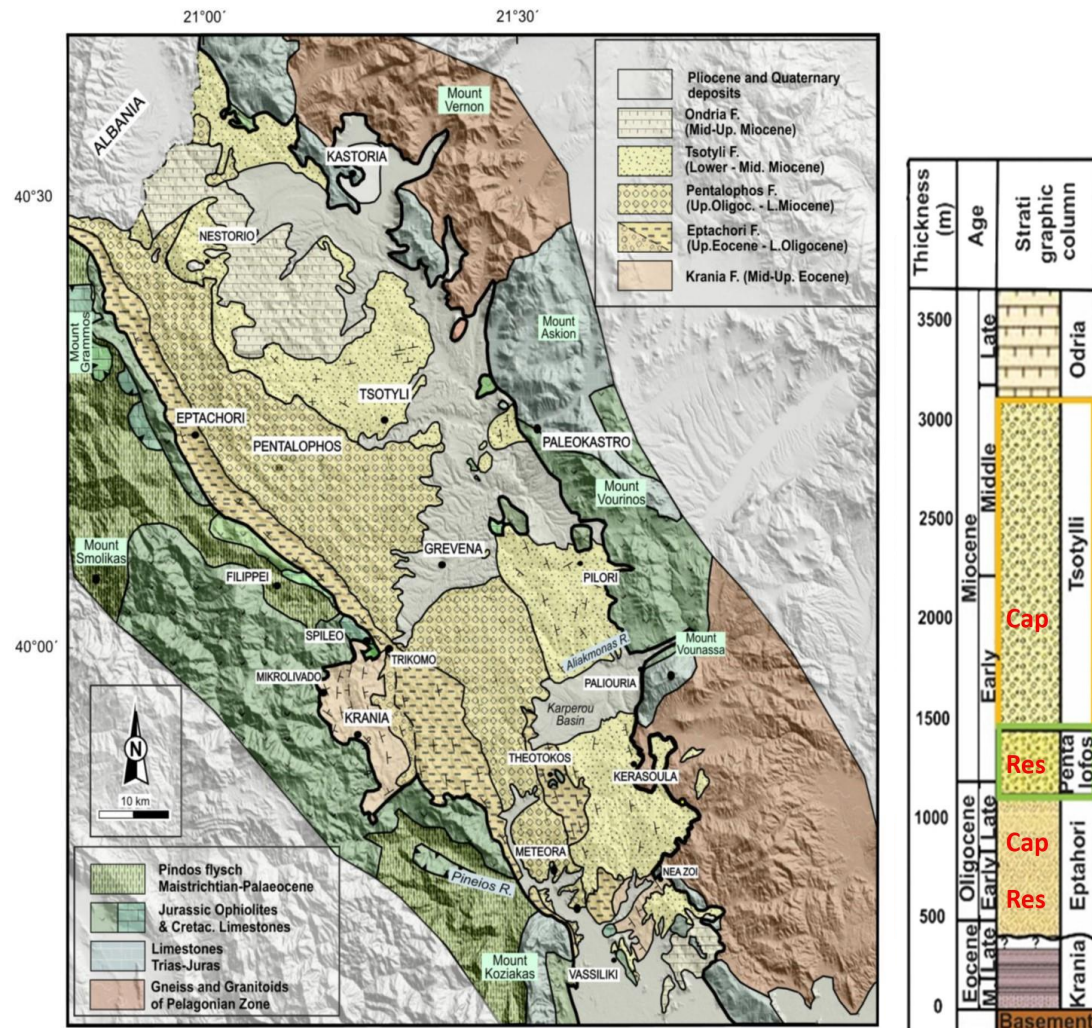 21°00´
21°30´
40°30
40°00´
ALBANIA
Mount
Vernon
KASTORIA
NESTORIO
Mount
Grammos
Mount
Askion
TSOTYLI
EPTACHORI
PENTALOPHOS
PALEOKASTRO
Mount
Vourinos
Mount
Smolikas
GREVENA
FILIPPEI
PILORI
SPILEO
TRIKOMO
Aliakmonas R.
Mount
Vounassa
MIKROLIVADO
PALIOURIA
KRANIA
Karperou
Basin
THEOTOKOS
KERASOULA
METEORA
NEA ZOI
Pineios R.
Mount
Koziakas
VASSILIKI
N
10 km
Pliocene and Quaternary
deposits
Ondria F.
(Mid-Up. Miocene)
Tsotyli F.
(Lower - Mid. Miocene)
Pentalophos F.
(Up.Oligoc. - L.Miocene)
Eptachori F.
(Up.Eocene - L.Oligocene)
Krania F. (Mid-Up. Eocene)
Pindos flysch
Maistrichtian-Palaeocene
Jurassic Ophiolites
& Cretac. Limestones
Limestones
Trias-Juras
Gneiss and Granitoids
of Pelagonian Zone
Thickness
(m)
Age
Strati
graphic
column
3500
3000
2500
2000
1500
1000
500
0
Miocene
Late
Middle
Early
Oligocene
Late
Early
Eocene
Late
M
Odria
Tsotylli
Penta
lofos
Eptahori
Krania
Cap
Res
Cap
Res
? ?
Basement